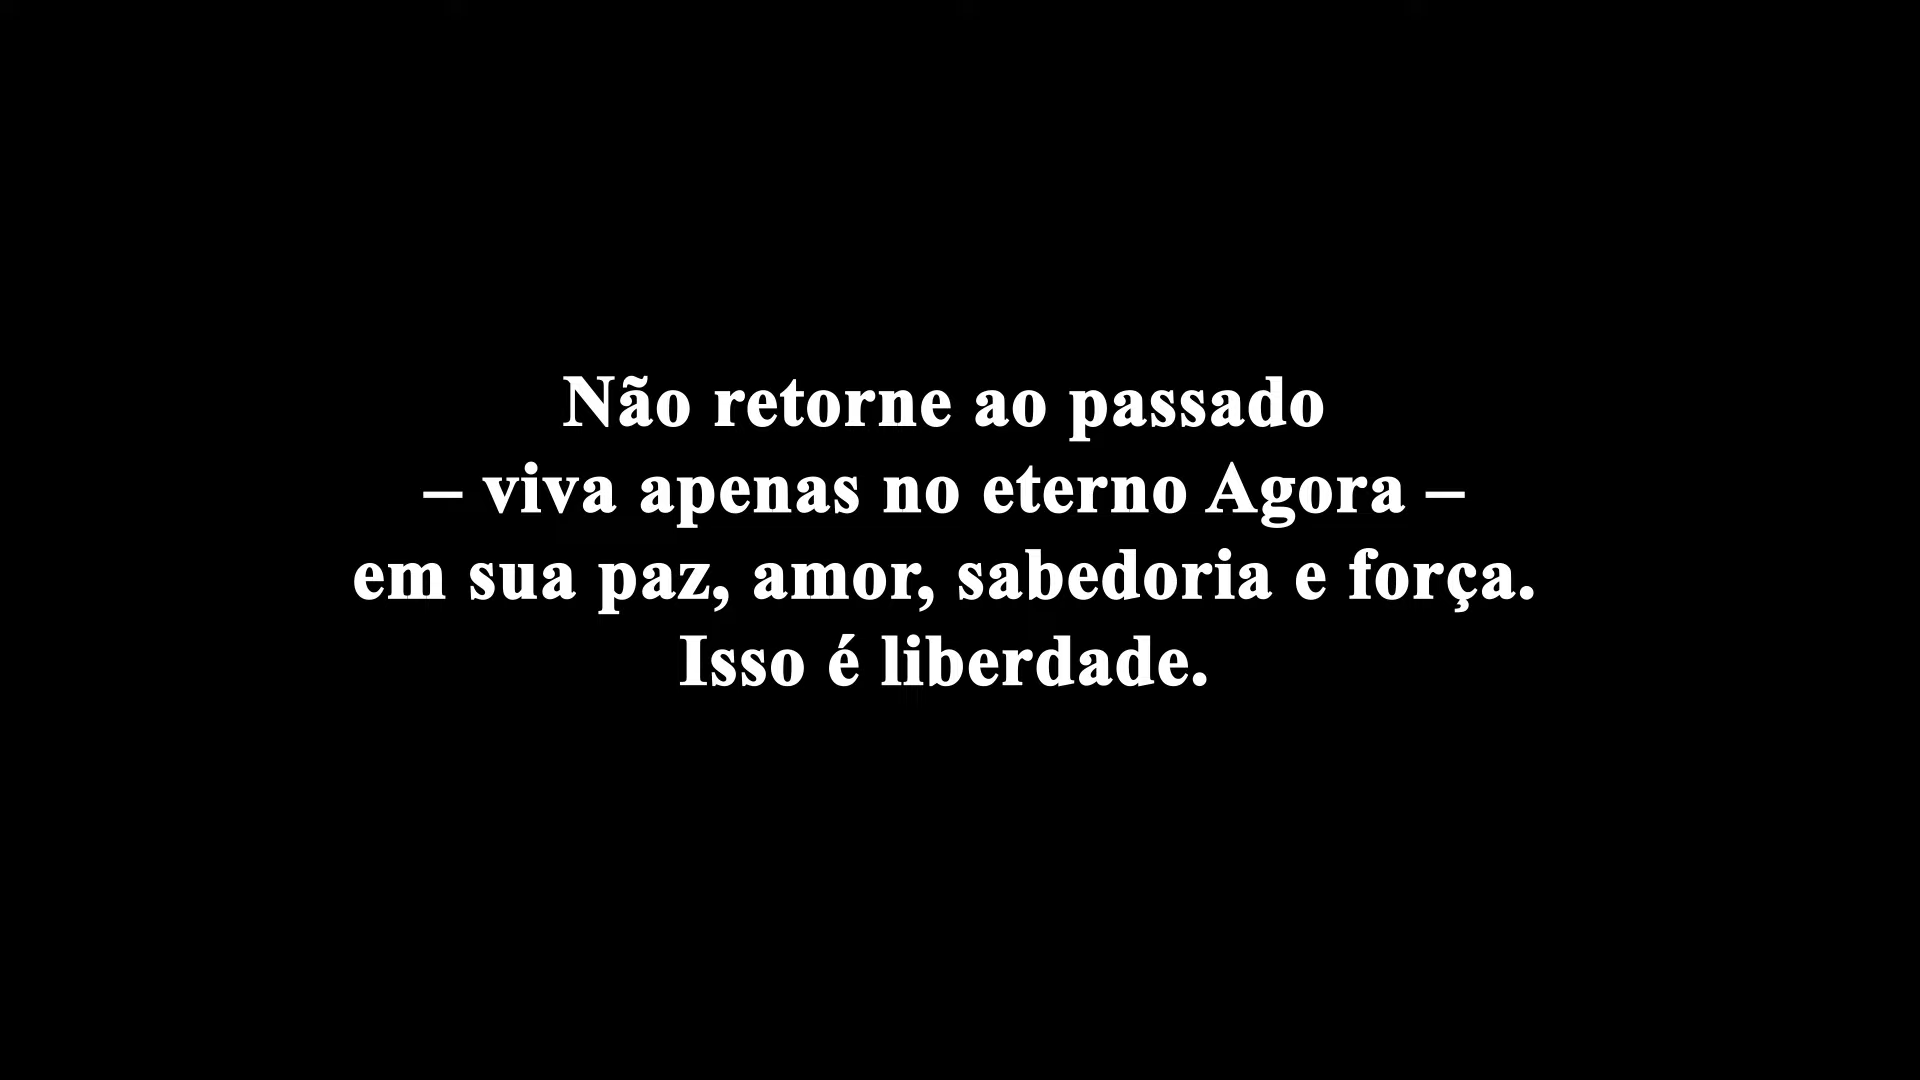 Não retorne ao passado
– viva apenas no eterno Agora –
em sua paz, amor, sabedoria e força.
Isso é liberdade.